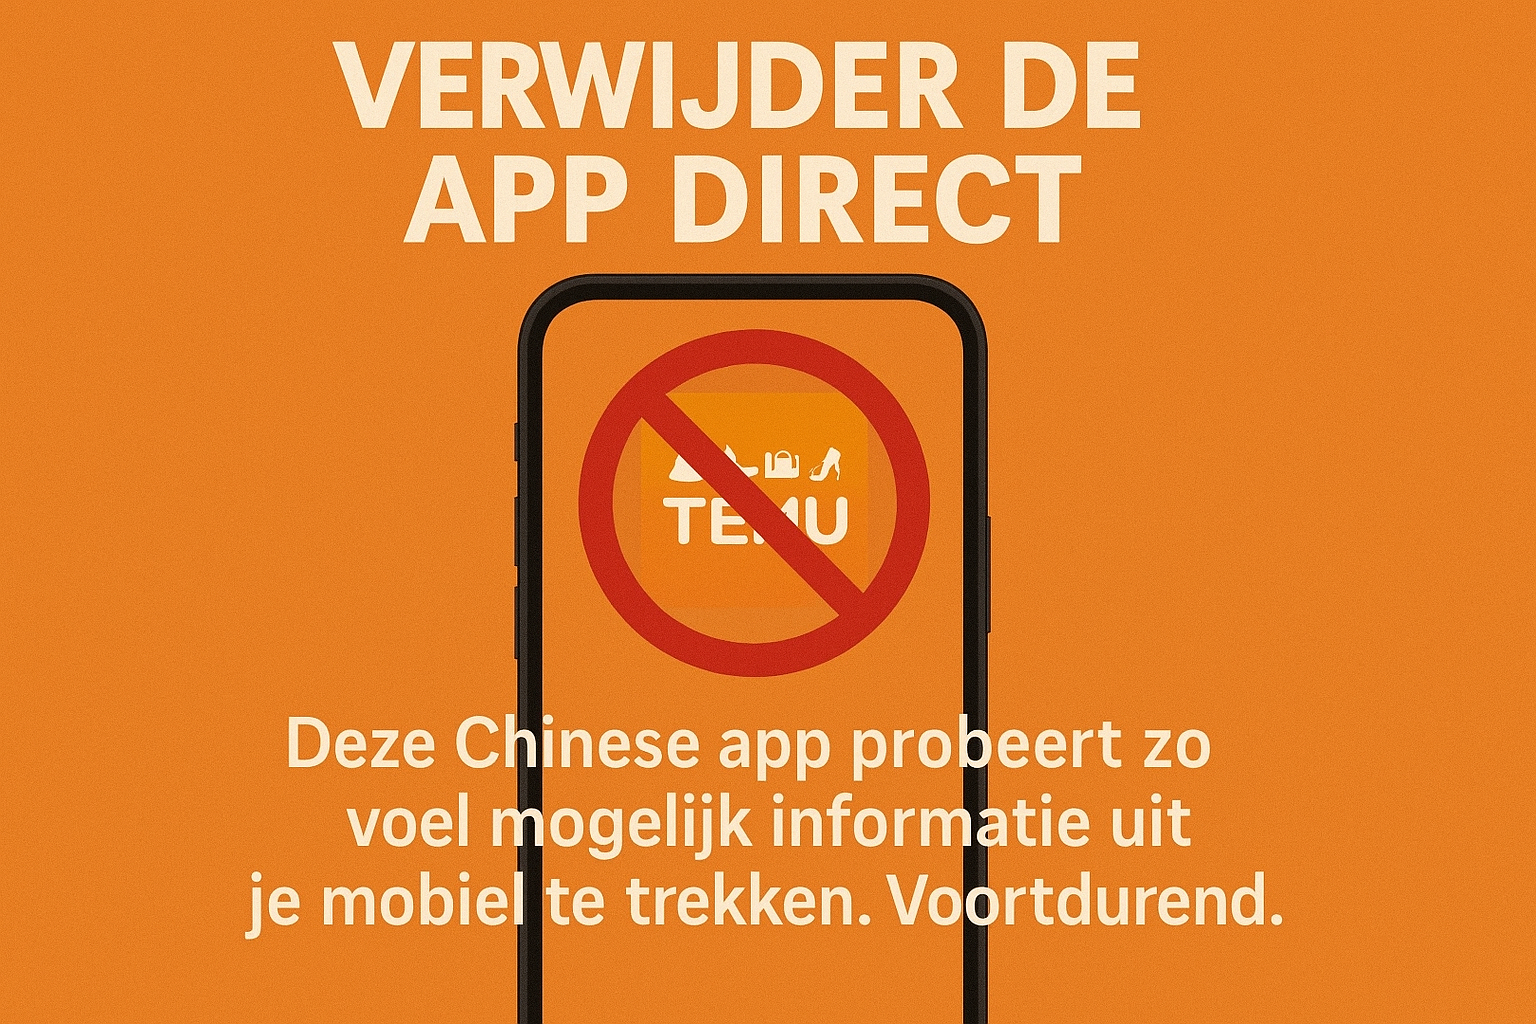 VERWIJDER DE
APP DIRECT
TEMU
Deze Chinese app probeert zo
voel mogelijk informatie uit
je mobiel te trekken. Voortdurend.